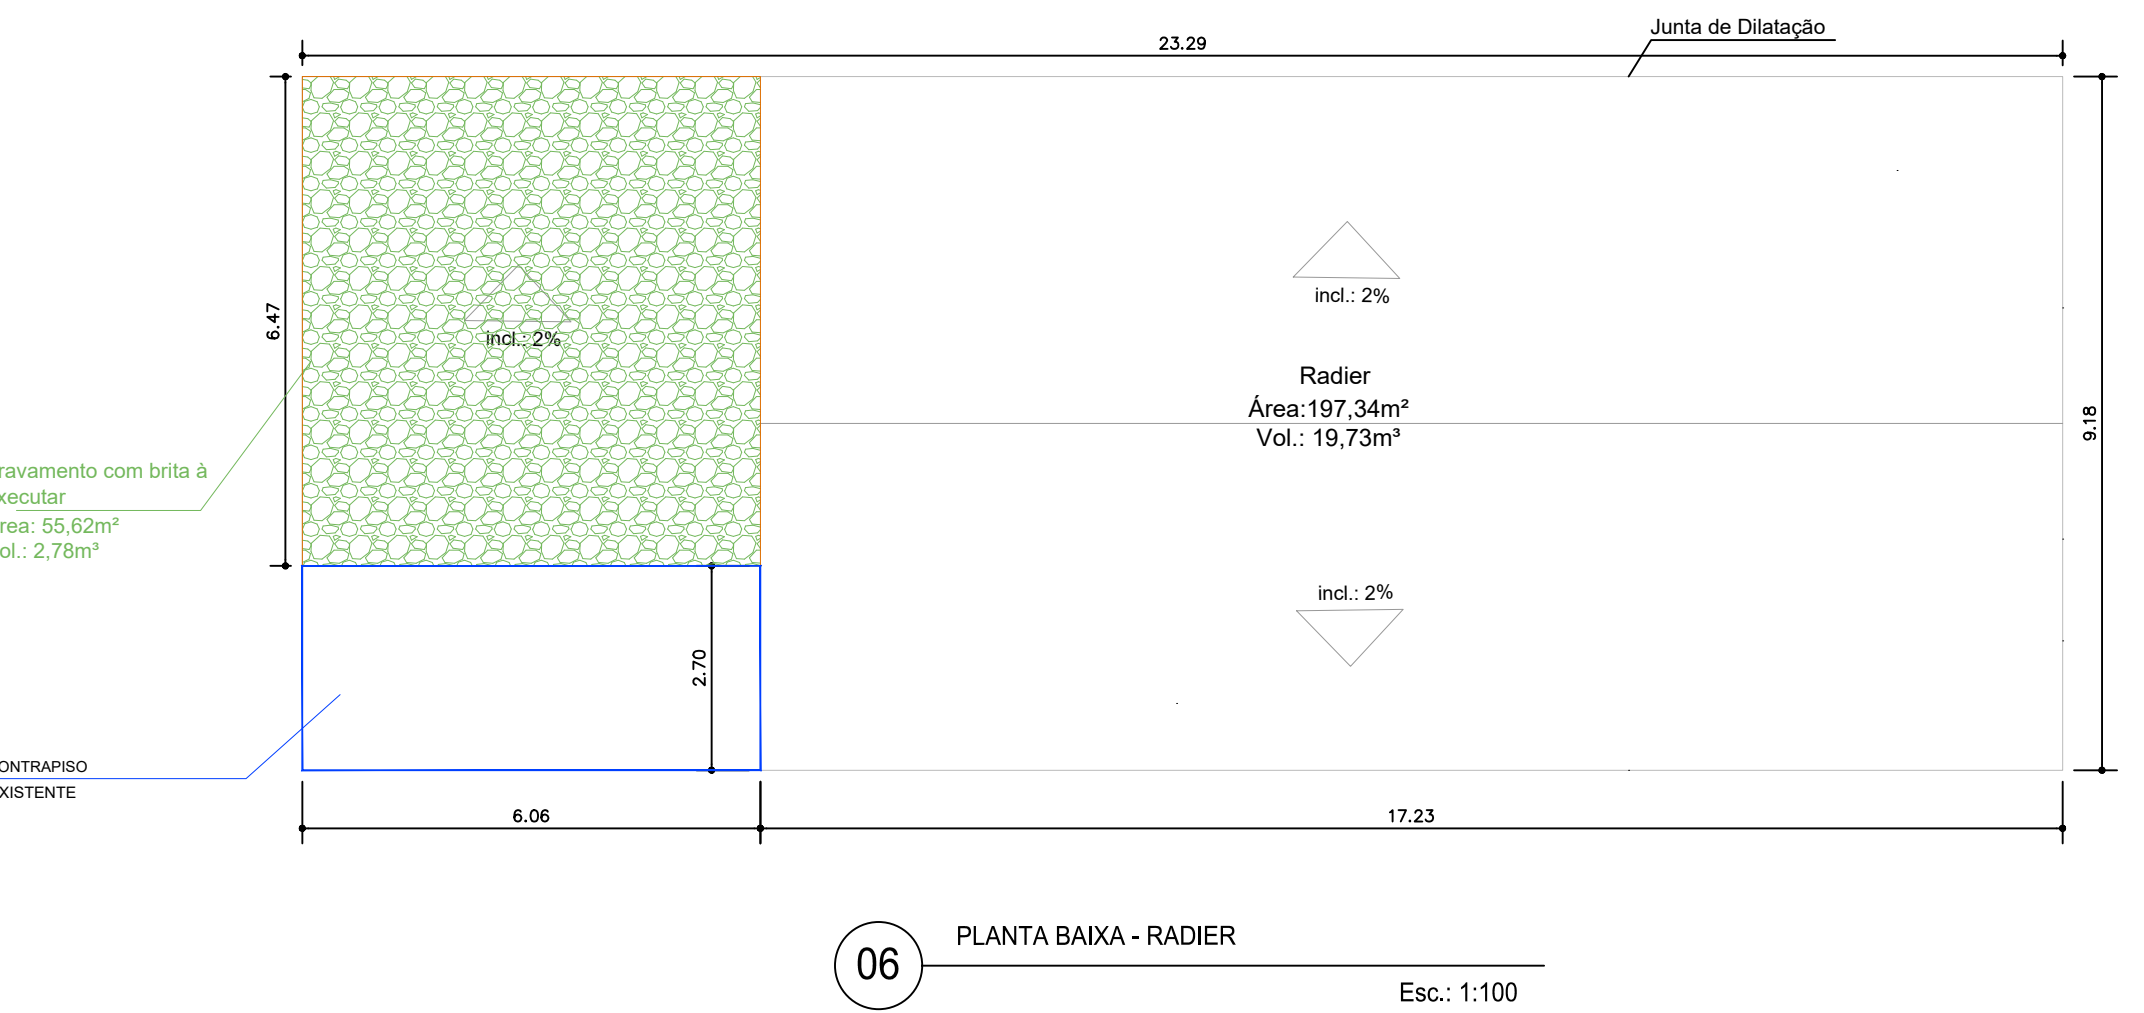 Junta de Dilatação
23.29
6.47
incl.: 2%
incl.: 2%
Radier
Área:197,34m²
Vol.: 19,73m³
9.18
ravamento com brita à
xecutar
rea: 55,62m²
ol.: 2,78m³
incl.: 2%
2.70
ONTRAPISO
XISTENTE
6.06
17.23
06
PLANTA BAIXA - RADIER
Esc.: 1:100